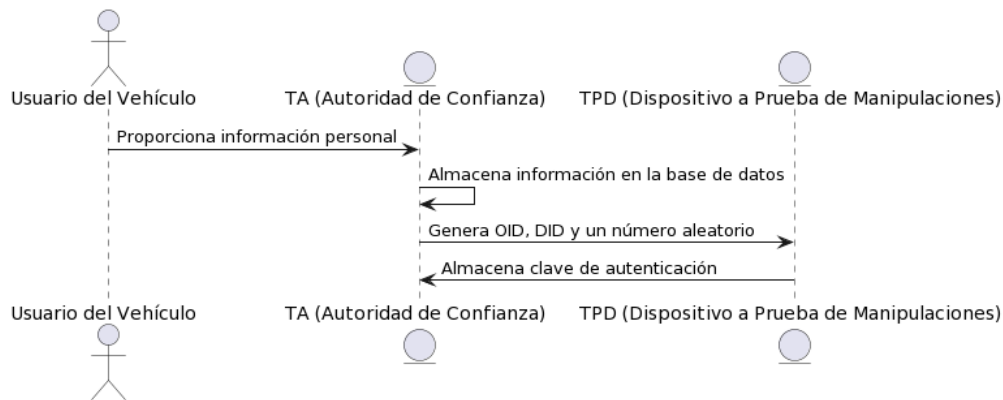 Usuario del Vehículo
TA (Autoridad de Confianza)
TPD (Dispositivo a Prueba de Manipulaciones)
Proporciona información personal
Almacena información en la base de datos
Genera OID, DID y un número aleatorio
Almacena clave de autenticación
Usuario del Vehículo
TA (Autoridad de Confianza)
TPD (Dispositivo a Prueba de Manipulaciones)